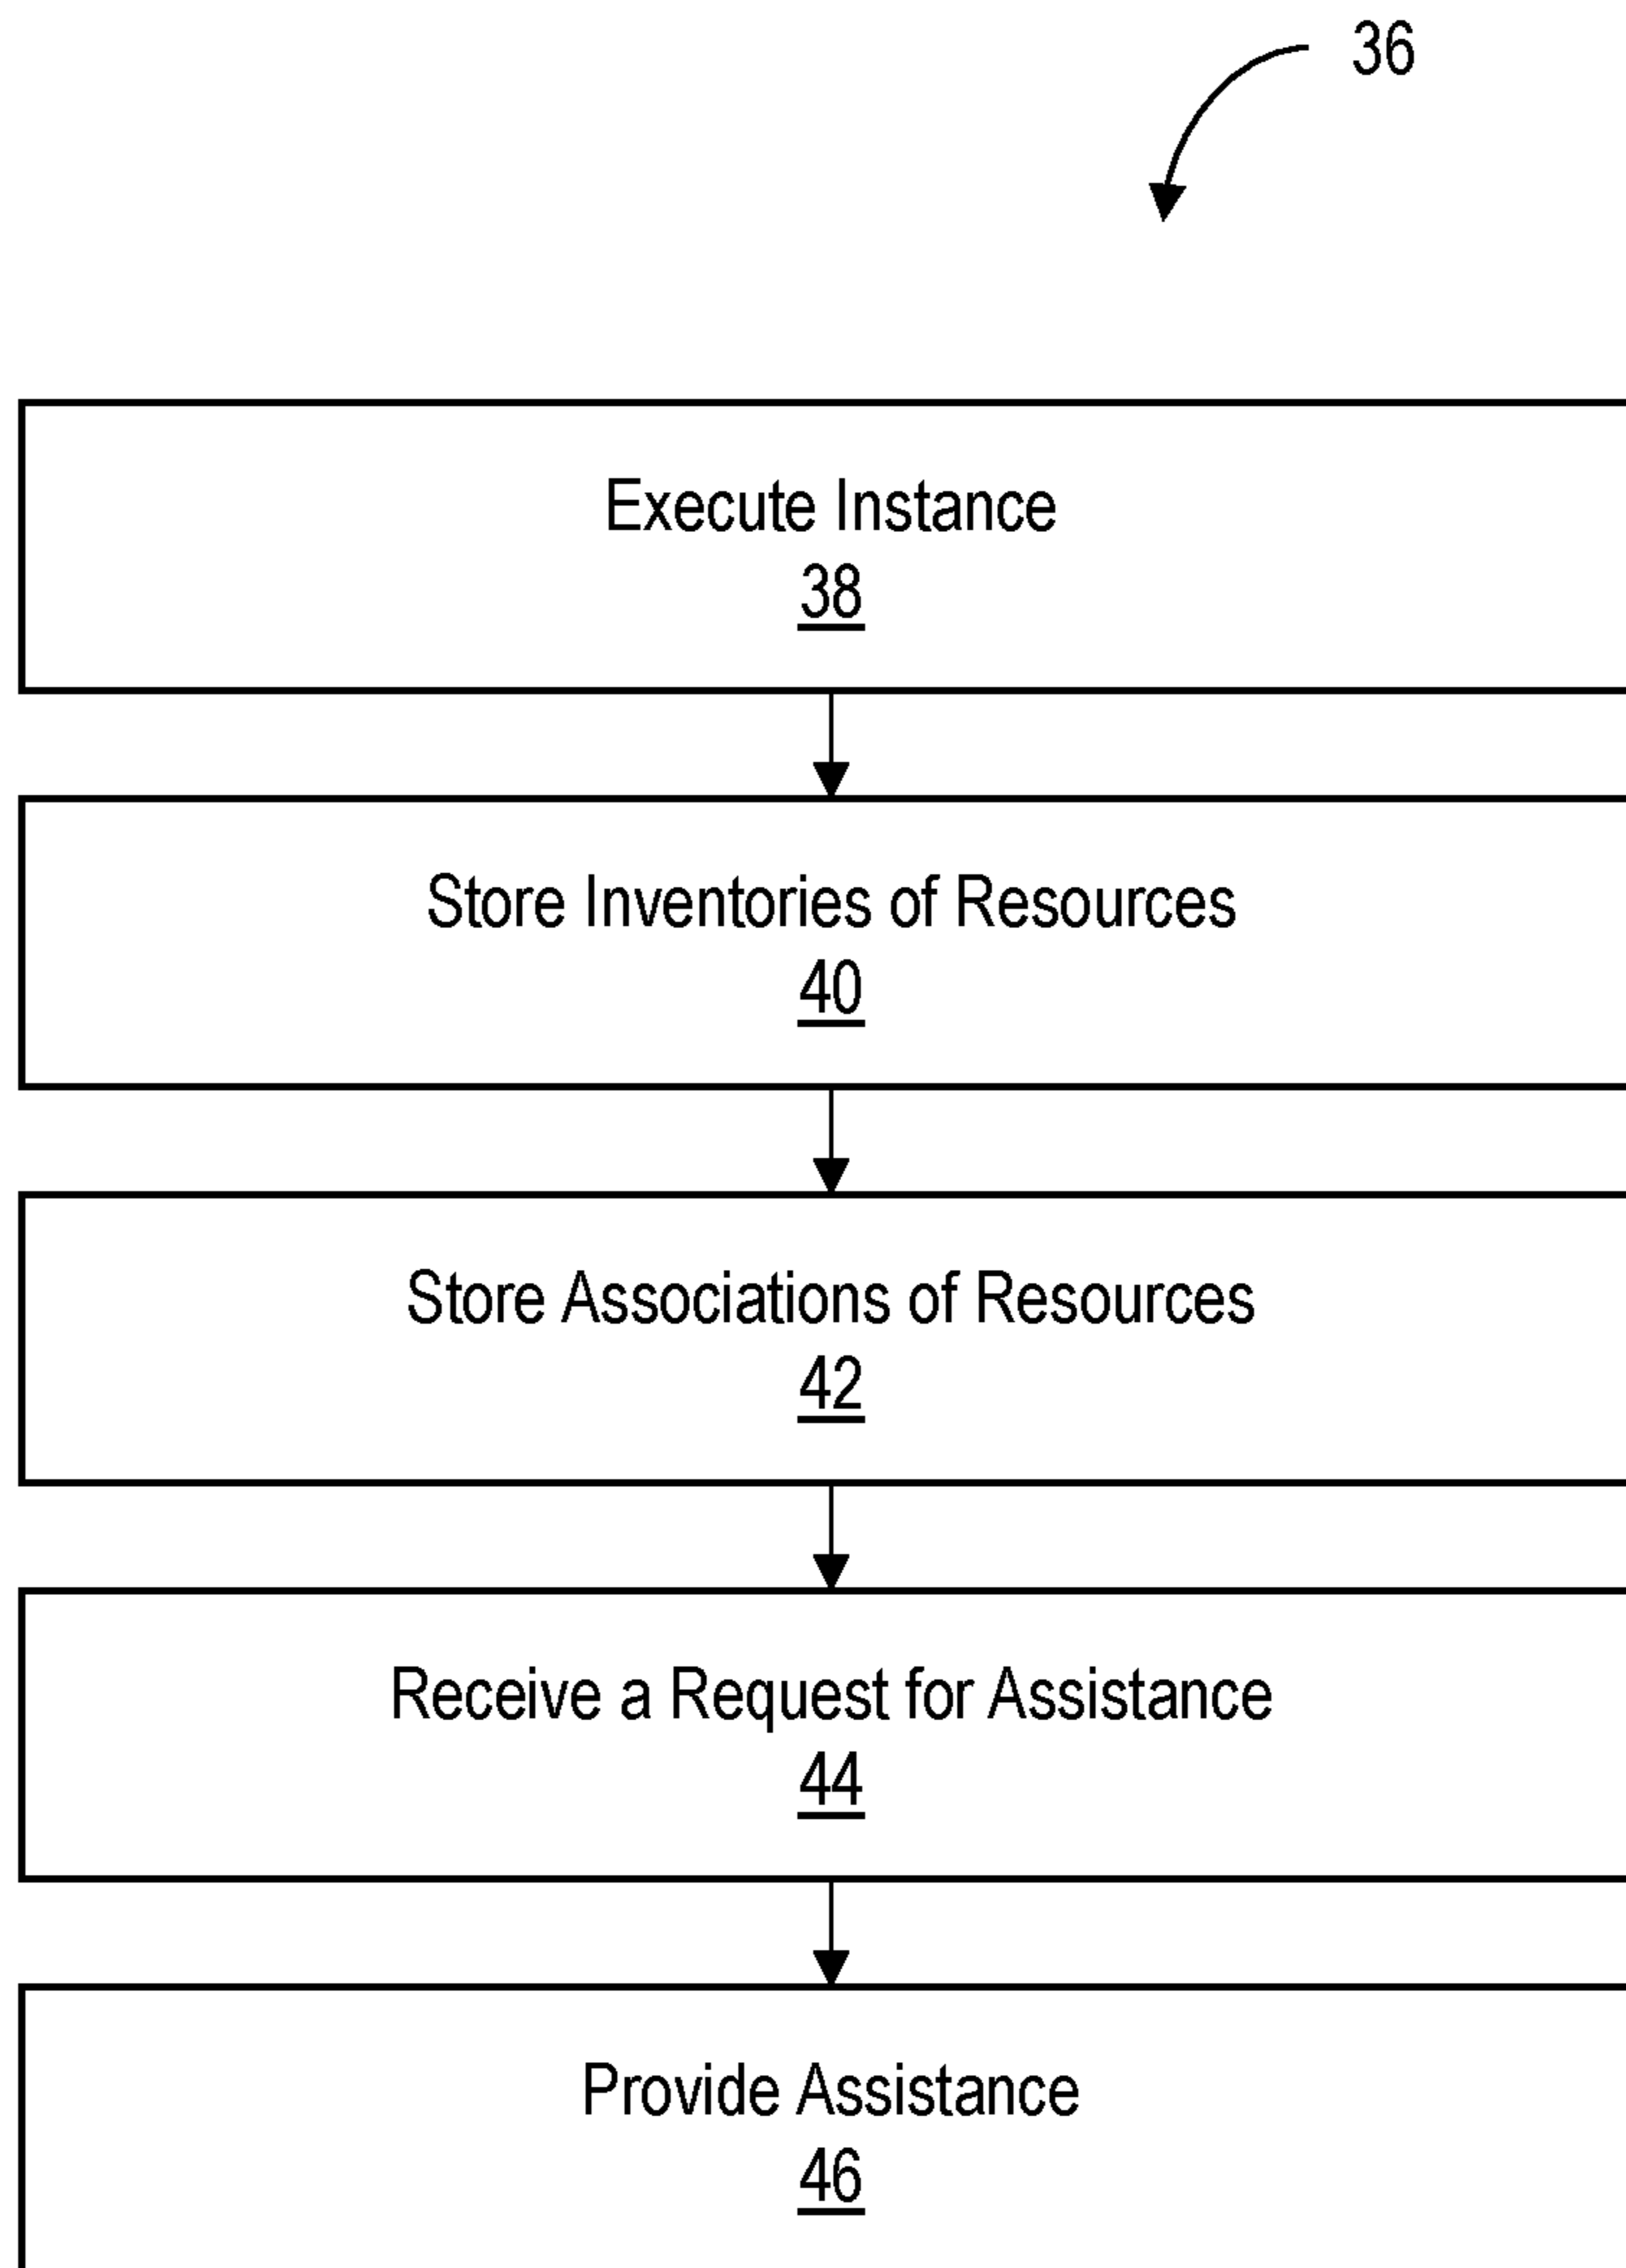 36
Execute Instance
38
Store Inventories of Resources
40
Store Associations of Resources
42
Receive a Request for Assistance
44
Provide Assistance
46